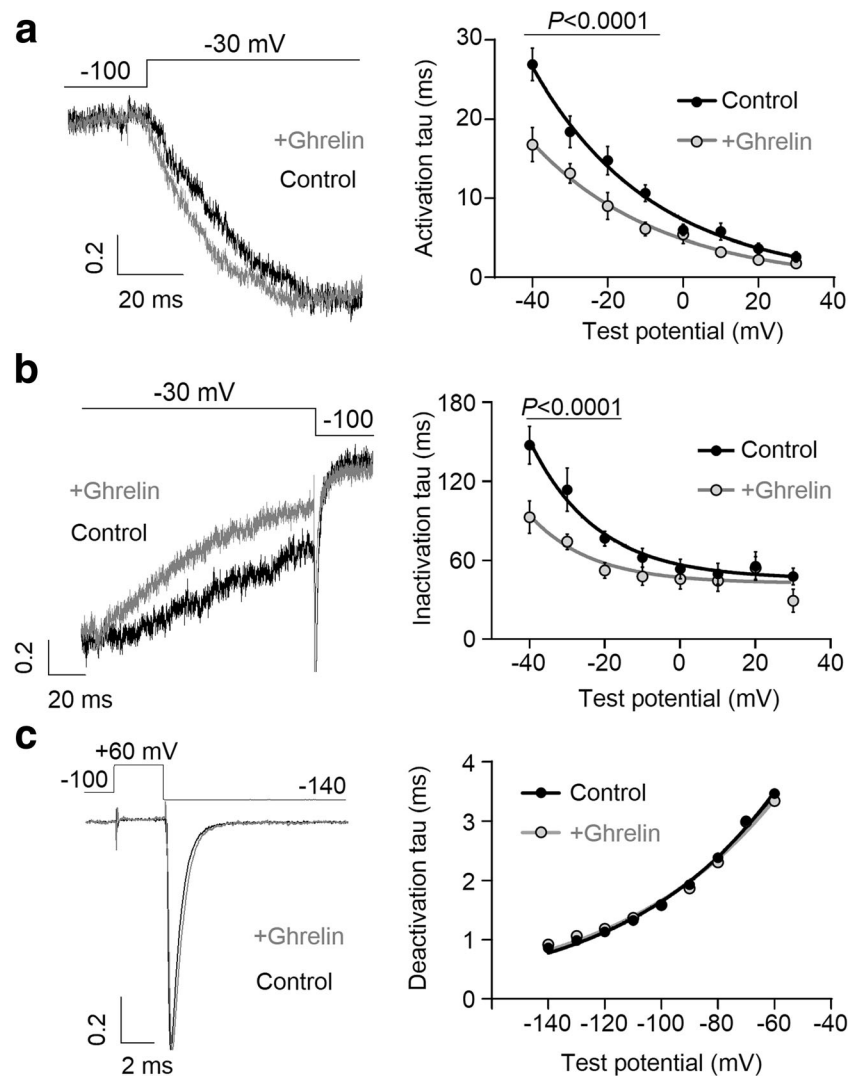 a
-100
-30 mV
+Ghrelin
Control
0.2
20 ms
P<0.0001
Activation tau (ms)
30
20
10
0
Control
+Ghrelin
-40
-20
0
20
40
Test potential (mV)
b
-30 mV
-100
+Ghrelin
Control
0.2
20 ms
P<0.0001
Inactivation tau (ms)
180
120
60
0
Control
+Ghrelin
-40
-20
0
20
40
Test potential (mV)
c
+60 mV
-100
-140
+Ghrelin
Control
0.2
2 ms
Deactivation tau (ms)
4
3
2
1
0
Control
+Ghrelin
-140
-120
-100
-80
-60
-40
Test potential (mV)